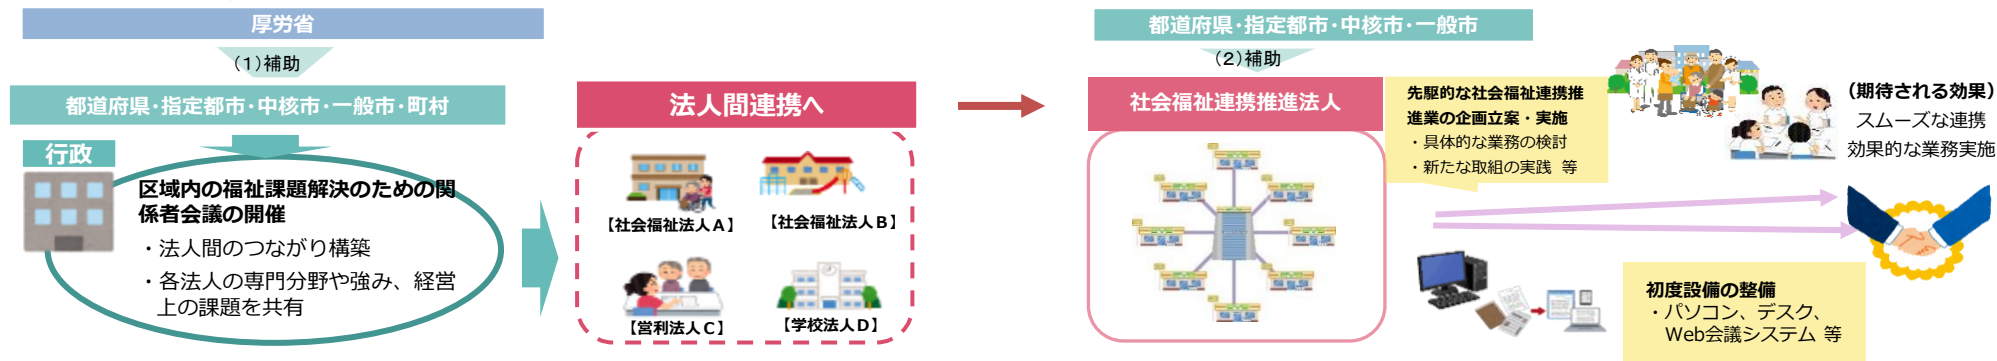 厚労省
（１）補助
都道府県・指定都市・中核市・一般市・町村
行政
区域内の福祉課題解決のための関
係者会議の開催
・法人間のつながり構築
・各法人の専門分野や強み、経営
上の課題を共有
法人間連携へ
【社会福祉法人Ａ】
【社会福祉法人Ｂ】
【営利法人Ｃ】
【学校法人Ｄ】
都道府県・指定都市・中核市・一般市
（２）補助
社会福祉連携推進法人
先駆的な社会福祉連携推
進業の企画立案・実施
・具体的な業務の検討
・新たな取組の実践 等
（期待される効果）
スムーズな連携
効果的な業務実施
初度設備の整備
・パソコン、デスク、
Web会議システム 等